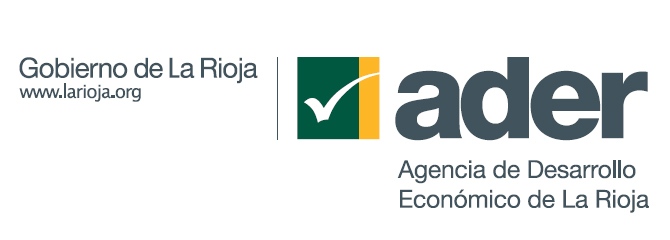 Gobierno de La Rioja
www.larioja.org
ader
Agencia de Desarrollo
Económico de La Rioja